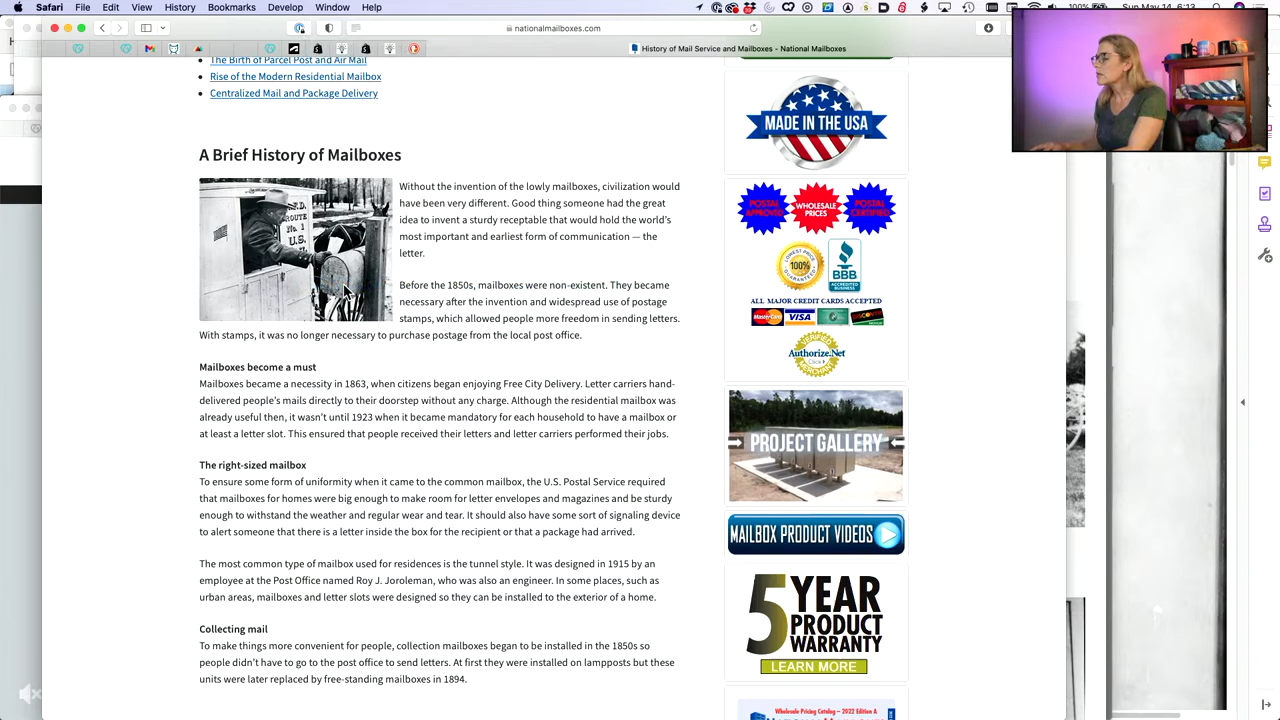 Safari File Edit View History Bookmarks Develop Window Help
100% Sun May 14 6:13
nationalmailboxes.com
History of Mail Service and Mailboxes - National Mailboxes
The Birth of Parcel Post and Air Mail
Rise of the Modern Residential Mailbox
Centralized Mail and Package Delivery
A Brief History of Mailboxes
R.N.D.
ROUTE
No. 1
U.S.
Without the invention of the lowly mailboxes, civilization would
have been very different. Good thing someone had the great
idea to invent a sturdy receptable that would hold the world's
most important and earliest form of communication — the
letter.
Before the 1850s, mailboxes were non-existent. They became
necessary after the invention and widespread use of postage
stamps, which allowed people more freedom in sending letters.
With stamps, it was no longer necessary to purchase postage from the local post office.
Mailboxes become a must
Mailboxes became a necessity in 1863, when citizens began enjoying Free City Delivery. Letter carriers hand-
delivered people's mails directly to their doorstep without any charge. Although the residential mailbox was
already useful then, it wasn't until 1923 when it became mandatory for each household to have a mailbox or
at least a letter slot. This ensured that people received their letters and letter carriers performed their jobs.
The right-sized mailbox
To ensure some form of uniformity when it came to the common mailbox, the U.S. Postal Service required
that mailboxes for homes were big enough to make room for letter envelopes and magazines and be sturdy
enough to withstand the weather and regular wear and tear. It should also have some sort of signaling device
to alert someone that there is a letter inside the box for the recipient or that a package had arrived.
The most common type of mailbox used for residences is the tunnel style. It was designed in 1915 by an
employee at the Post Office named Roy J. Joroleman, who was also an engineer. In some places, such as
urban areas, mailboxes and letter slots were designed so they can be installed to the exterior of a home.
Collecting mail
To make things more convenient for people, collection mailboxes began to be installed in the 1850s so
people didn't have to go to the post office to send letters. At first they were installed on lampposts but these
units were later replaced by free-standing mailboxes in 1894.
MADE IN THE USA
POSTAL APPROVED
WHOLESALE PRICES
POSTAL CERTIFIED
LOWEST PRICE
100%
GUARANTEED
BBB
ACCREDITED
BUSINESS
ALL MAJOR CREDIT CARDS ACCEPTED
MasterCard VISA DISCOVER
VERIFIED
Authorize.Net
Click
MERCHANT
PROJECT GALLERY
MAILBOX PRODUCT VIDEOS
5 YEAR
PRODUCT
WARRANTY
LEARN MORE
Wholesale Pricing Catalog – 2022 Edition A